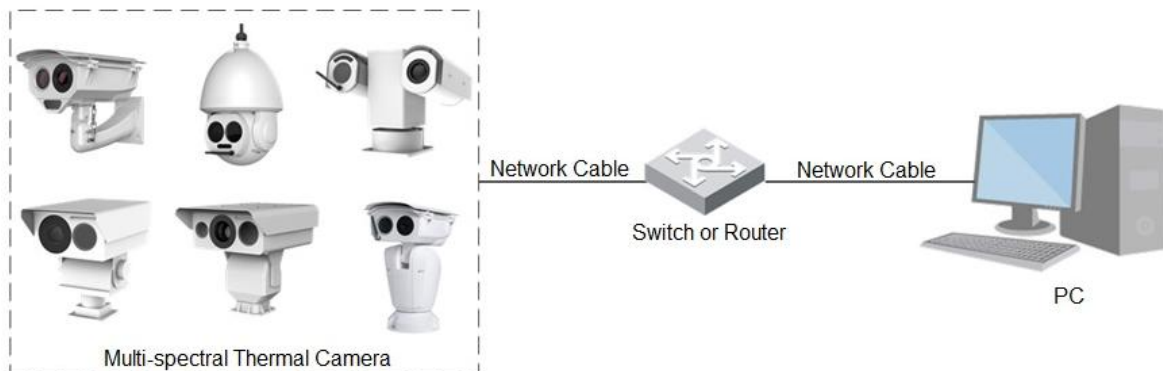 Network Cable
Network Cable
Switch or Router
PC
Multi-spectral Thermal Camera